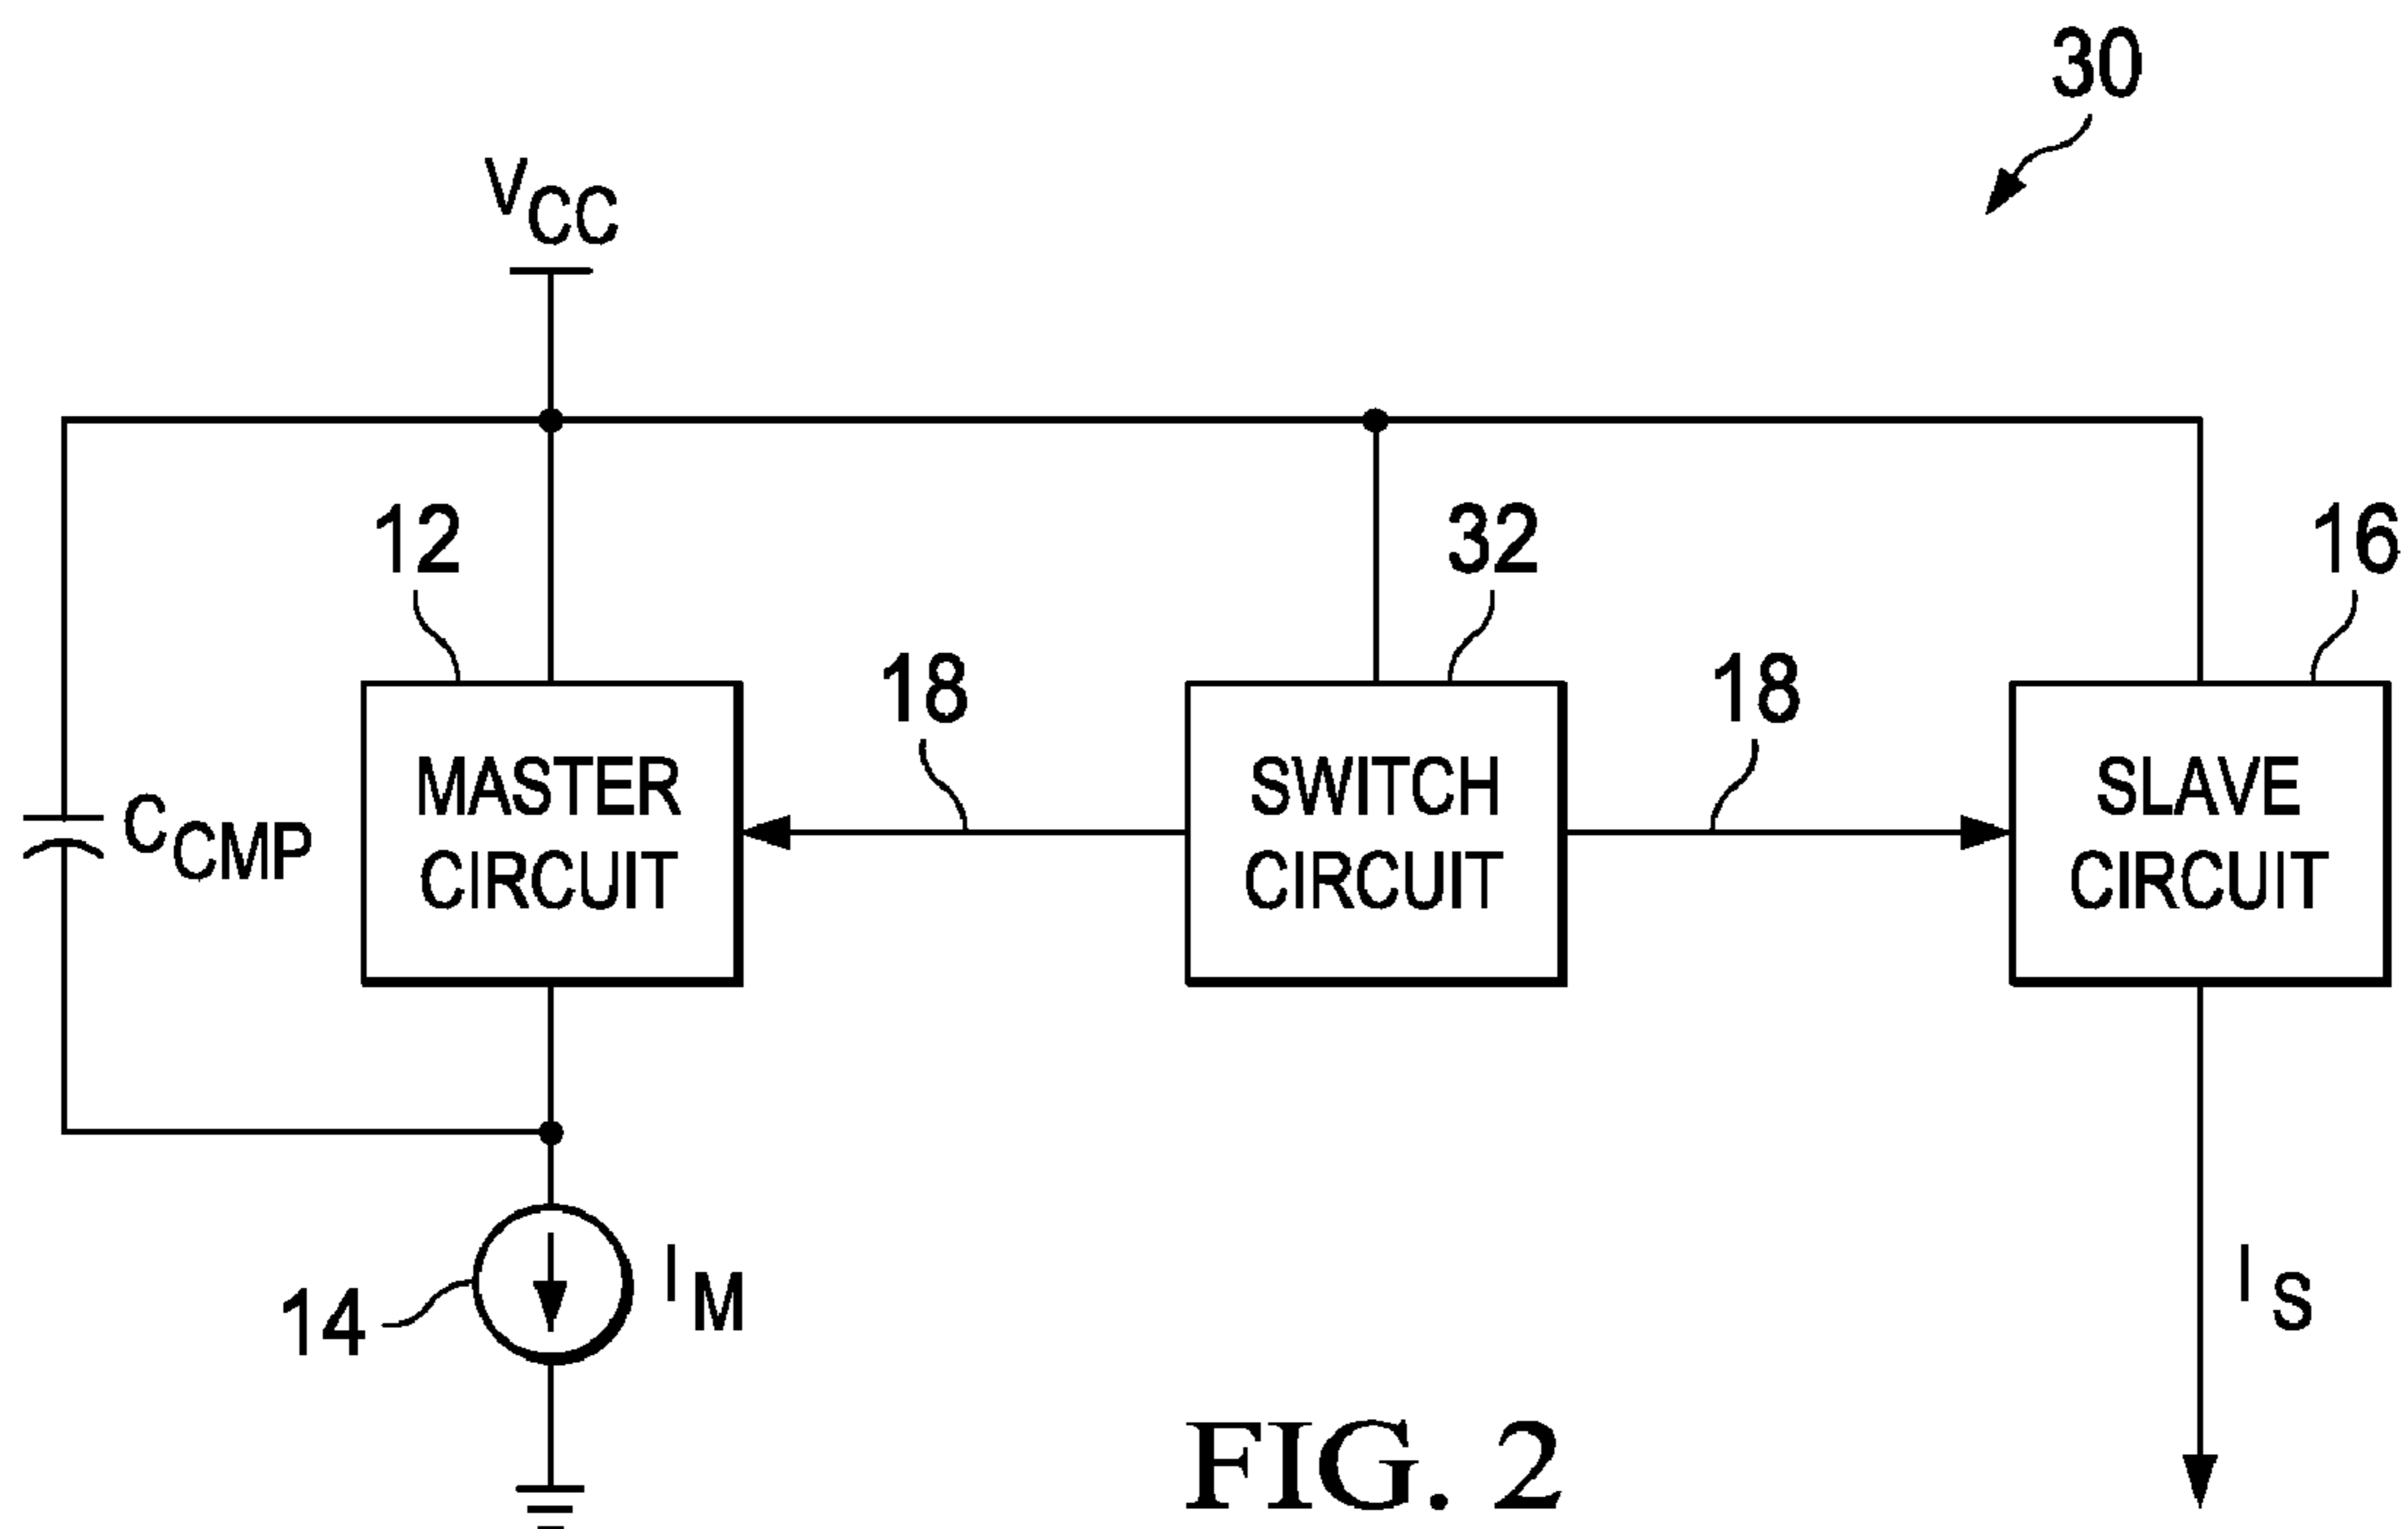 30
VCC
12
32
16
18
18
MASTER
CIRCUIT
SWITCH
CIRCUIT
SLAVE
CIRCUIT
CCMP
14
IM
IS
FIG. 2